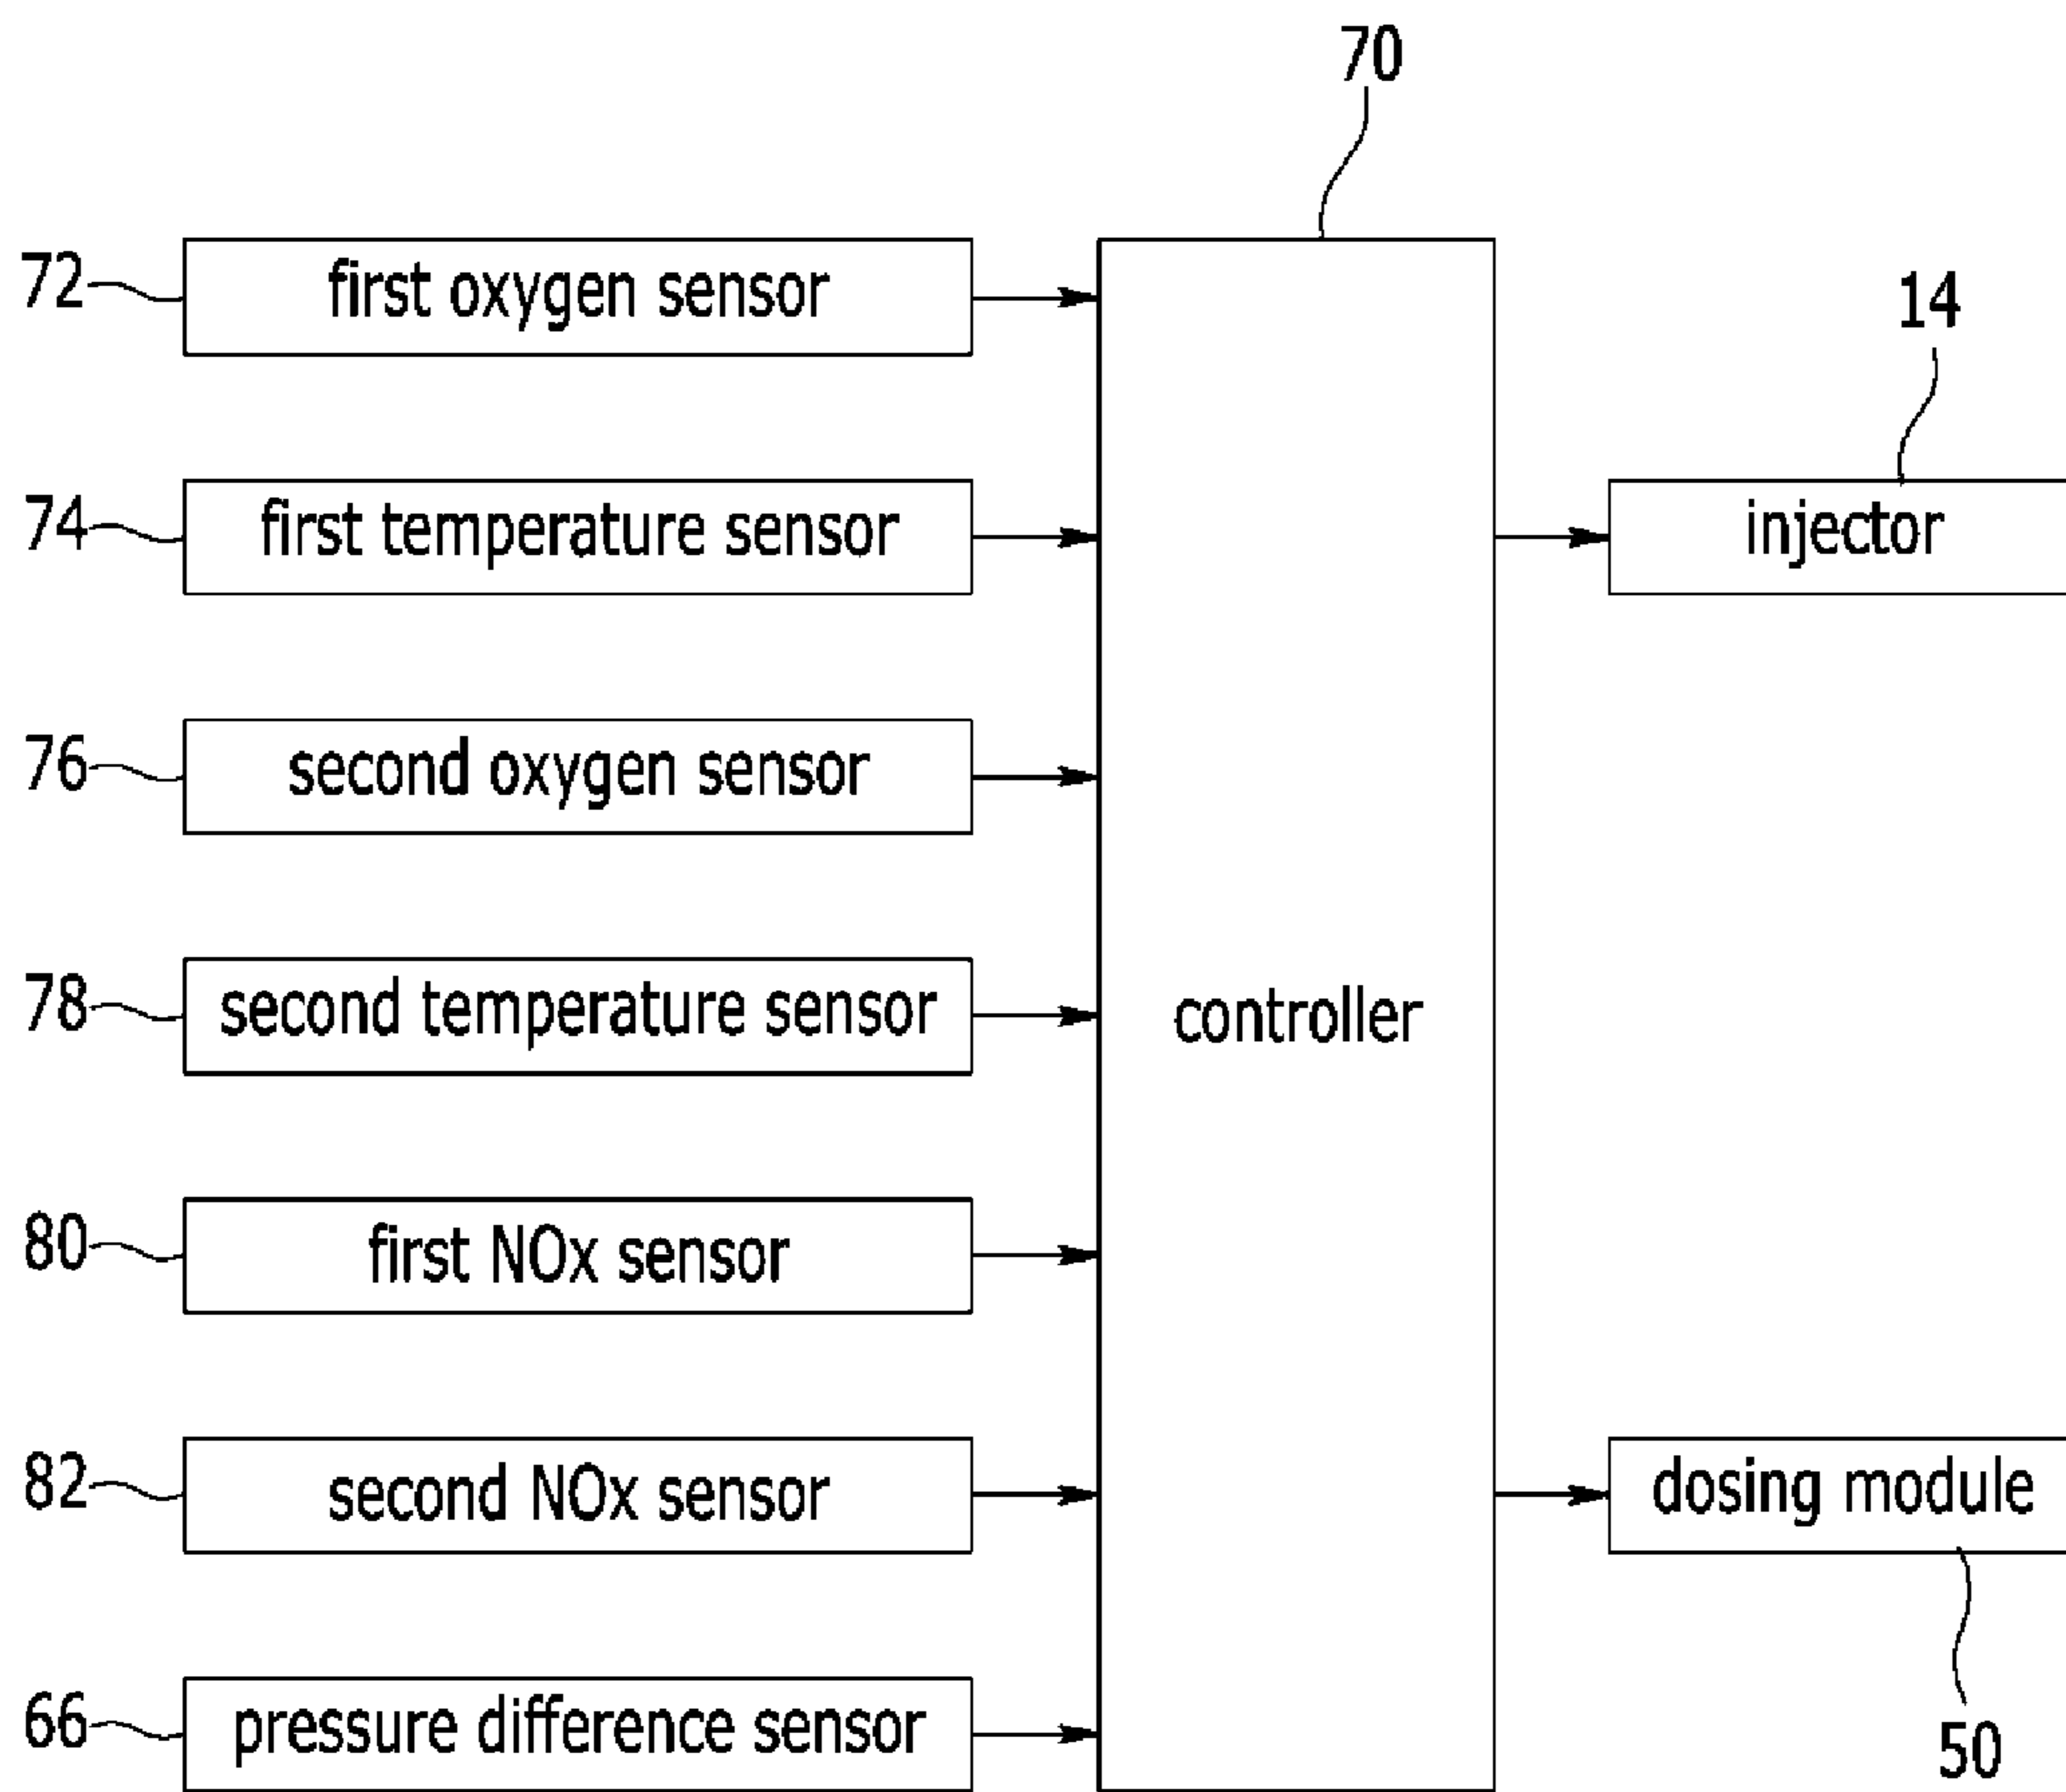 70
72
first oxygen sensor
14
74
first temperature sensor
injector
76
second oxygen sensor
78
second temperature sensor
controller
80
first NOx sensor
82
second NOx sensor
dosing module
66
pressure difference sensor
50